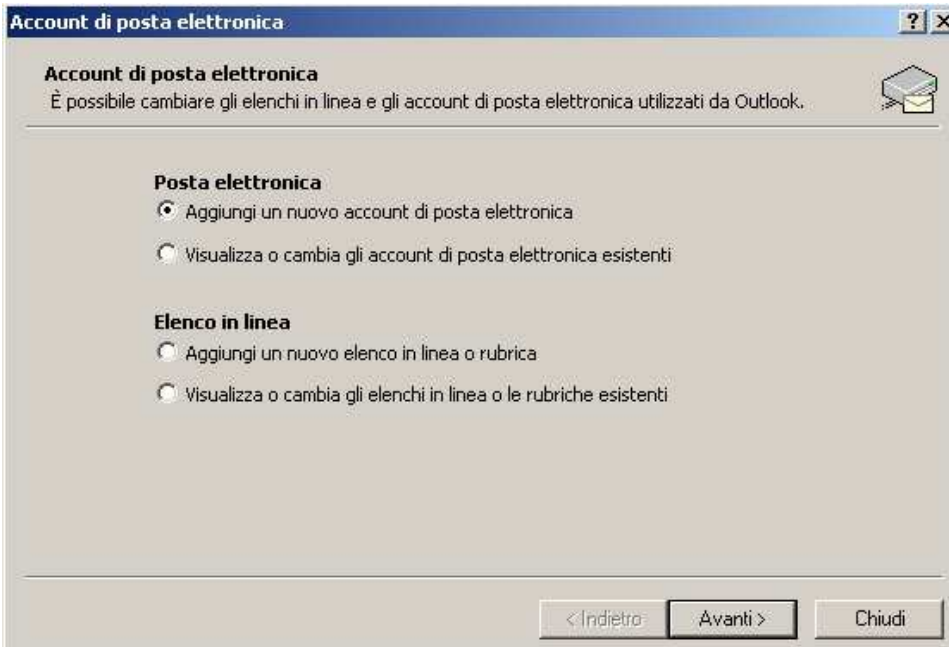 Account di posta elettronica
Account di posta elettronica
È possibile cambiare gli elenchi in linea e gli account di posta elettronica utilizzati da Outlook.
Posta elettronica
Aggiungi un nuovo account di posta elettronica
Visualizza o cambia gli account di posta elettronica esistenti
Elenco in linea
Aggiungi un nuovo elenco in linea o rubrica
Visualizza o cambia gli elenchi in linea o le rubriche esistenti
< Indietro Avanti > Chiudi